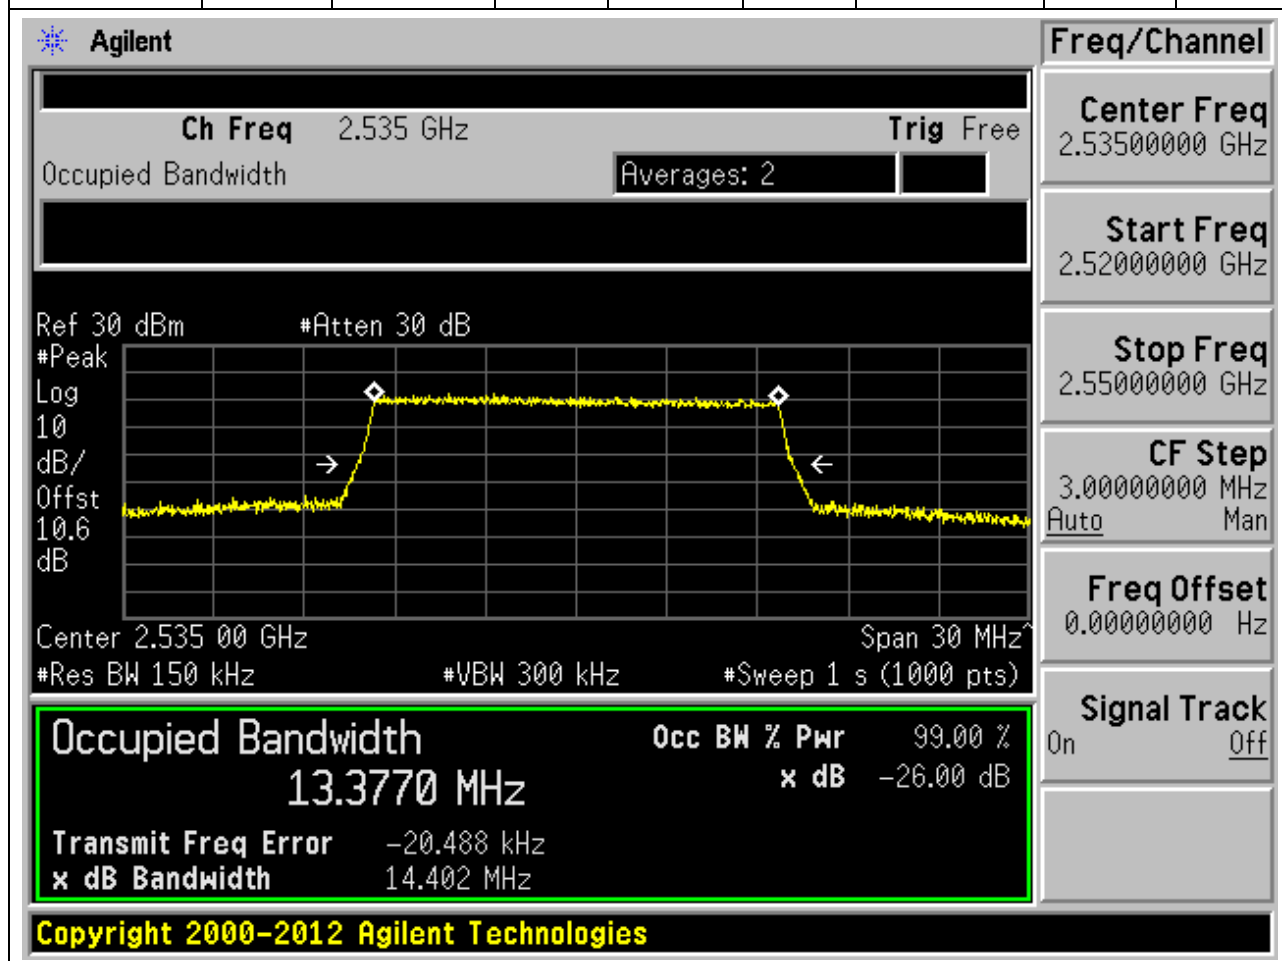 Agilent
Freq/Channel
Ch Freq 2.535 GHz Trig Free
Occupied Bandwidth Averages: 2
Center Freq
2.53500000 GHz
Start Freq
2.52000000 GHz
Stop Freq
2.55000000 GHz
CF Step
3.00000000 MHz
Auto Man
Freq Offset
0.00000000 Hz
Signal Track
On Off
Ref 30 dBm #Atten 30 dB
#Peak
Log
10
dB/
Offst
10.6
dB
Center 2.535 00 GHz Span 30 MHz^
#Res BW 150 kHz #VBW 300 kHz #Sweep 1 s (1000 pts)
Occupied Bandwidth Occ BW % Pwr 99.00 %
13.3770 MHz x dB -26.00 dB
Transmit Freq Error -20.488 kHz
x dB Bandwidth 14.402 MHz
Copyright 2000-2012 Agilent Technologies